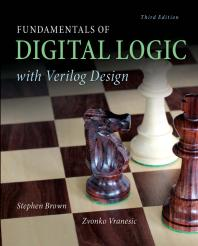 Third Edition
FUNDAMENTALS OF
DIGITAL LOGIC
with Verilog Design
Stephen Brown
Zvonko Vranesic